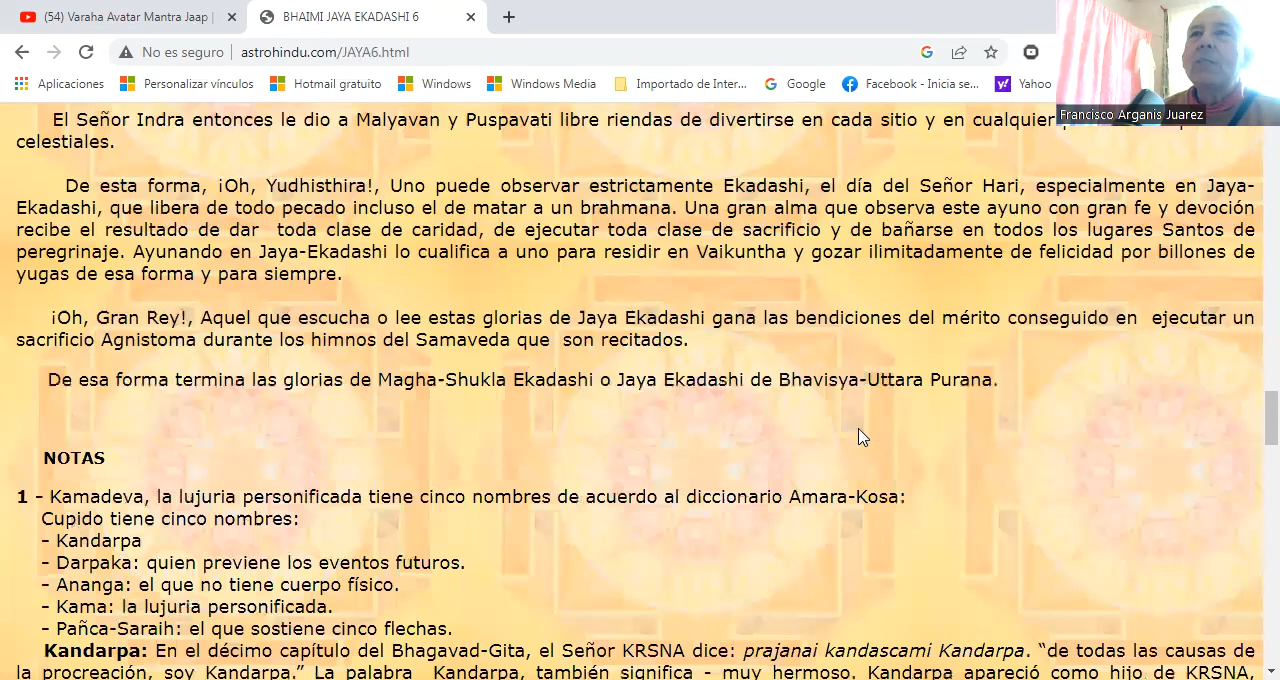 (54) Varaha Avatar Mantra Jaap |
BHAIMI JAYA EKADASHI 6
No es seguro | astrohindu.com/JAYA6.html
Aplicaciones Personalizar vínculos Hotmail gratuito Windows Windows Media Importado de Inter... Google Facebook - Inicia se... Yahoo
Francisco Arganis Juarez
El Señor Indra entonces le dio a Malyavan y Puspavati libre riendas de divertirse en cada sitio y en cualquier
celestiales.
De esta forma, ¡Oh, Yudhisthira!, Uno puede observar estrictamente Ekadashi, el día del Señor Hari, especialmente en Jaya-
Ekadashi, que libera de todo pecado incluso el de matar a un brahmana. Una gran alma que observa este ayuno con gran fe y devoción
recibe el resultado de dar toda clase de caridad, de ejecutar toda clase de sacrificio y de bañarse en todos los lugares Santos de
peregrinaje. Ayunando en Jaya-Ekadashi lo cualifica a uno para residir en Vaikuntha y gozar ilimitadamente de felicidad por billones de
yugas de esa forma y para siempre.
¡Oh, Gran Rey!, Aquel que escucha o lee estas glorias de Jaya Ekadashi gana las bendiciones del mérito conseguido en ejecutar un
sacrificio Agnistoma durante los himnos del Samaveda que son recitados.
De esa forma termina las glorias de Magha-Shukla Ekadashi o Jaya Ekadashi de Bhavisya-Uttara Purana.
NOTAS
1 - Kamadeva, la lujuria personificada tiene cinco nombres de acuerdo al diccionario Amara-Kosa:
Cupido tiene cinco nombres:
- Kandarpa
- Darpaka: quien previene los eventos futuros.
- Ananga: el que no tiene cuerpo físico.
- Kama: la lujuria personificada.
- Pañca-Saraih: el que sostiene cinco flechas.
Kandarpa: En el décimo capítulo del Bhagavad-Gita, el Señor KRSNA dice: prajanai kandascami Kandarpa. “de todas las causas de
la procreación, soy Kandarpa.” La palabra Kandarpa, también significa - muy hermoso. Kandarpa apareció como hijo de KRSNA,